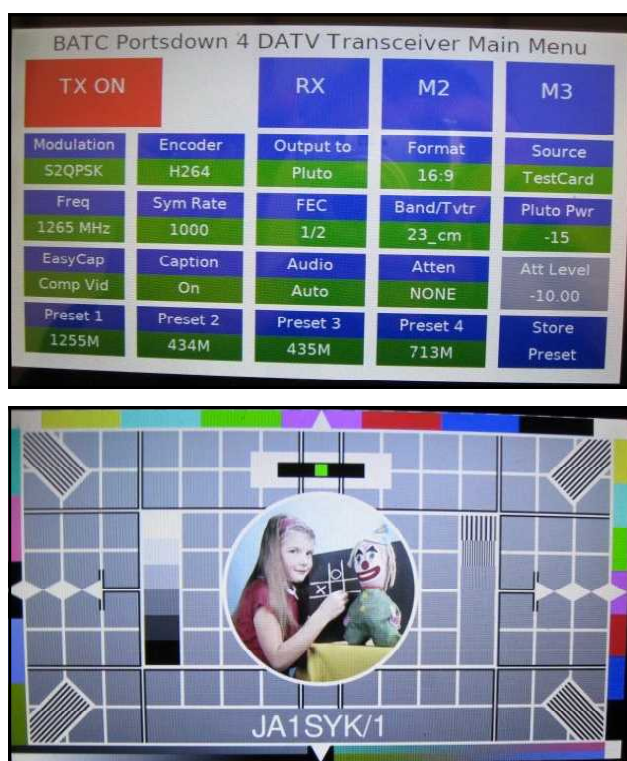 BATC Portsdown 4 DATV Transceiver Main Menu
TX ON RX M2 M3
Modulation Encoder Output to Format Source
S2QPSK H264 Pluto 16:9 TestCard
Freq Sym Rate FEC Band/Tvtr Pluto Pwr
1265 MHz 1000 1/2 23_cm -15
EasyCap Caption Audio Atten Att Level
Comp Vid On Auto NONE -10.00
Preset 1 Preset 2 Preset 3 Preset 4 Store
1255M 434M 435M 713M Preset
X O
JA1SYK/1